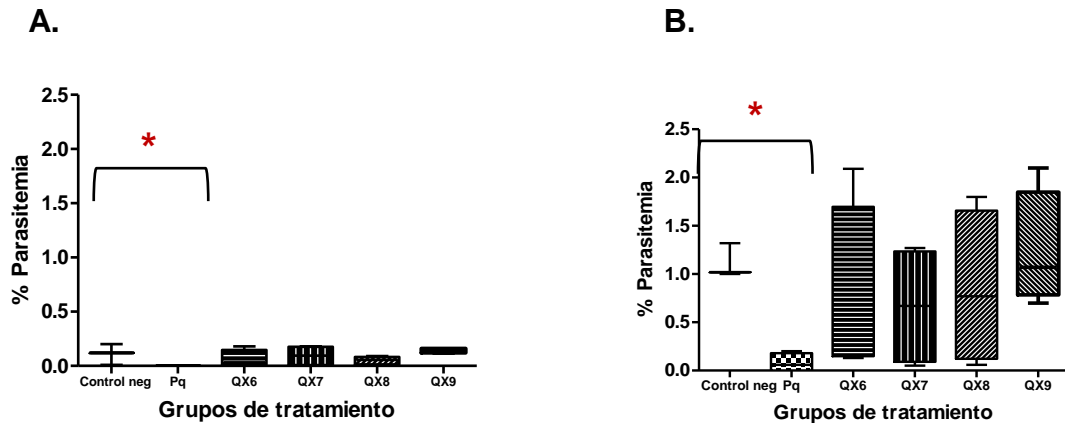 A.
2.5
2.0
1.5
1.0
0.5
0.0
% Parasitemia
*
Control neg Pq QX6 QX7 QX8 QX9
Grupos de tratamiento
B.
2.5
2.0
1.5
1.0
0.5
0.0
% Parasitemia
*
Control neg Pq QX6 QX7 QX8 QX9
Grupos de tratamiento